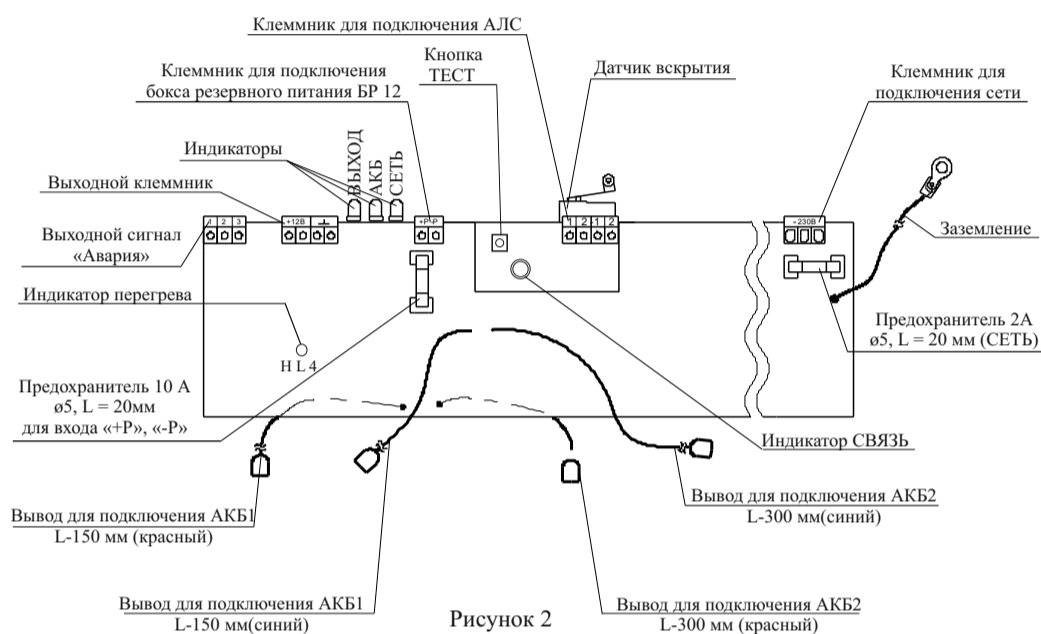 Клеммник для подключения АЛС
Кнопка
ТЕСТ
Клеммник для подключения
бокса резервного питания БР 12
Датчик вскрытия
Клеммник для
подключения сети
Индикаторы
ВЫХОД
АКБ
СЕТЬ
Выходной клеммник
1 2 3
+12В
+Р -Р
1 2 1 2
~230В
Выходной сигнал
«Авария»
Заземление
Индикатор перегрева
H L 4
Предохранитель 2А
ø5, L = 20 мм (СЕТЬ)
Предохранитель 10 А
ø5, L = 20мм
для входа «+Р», «-Р»
Индикатор СВЯЗЬ
Вывод для подключения АКБ1
L-150 мм (красный)
Вывод для подключения АКБ2
L-300 мм(синий)
Вывод для подключения АКБ1
L-150 мм(синий)
Рисунок 2
Вывод для подключения АКБ2
L-300 мм (красный)